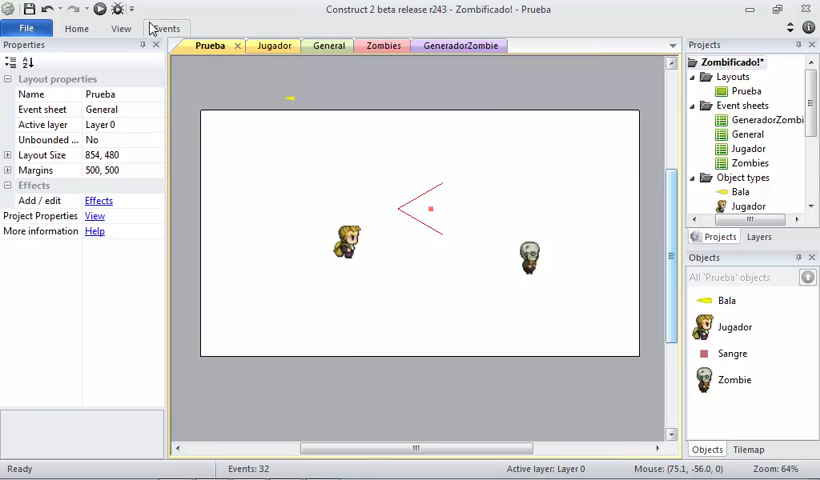 Construct 2 beta release r243 - Zombificado! - Prueba
File Home View Events
Properties
Layout properties
Name Prueba
Event sheet General
Active layer Layer 0
Unbounded ... No
Layout Size 854, 480
Margins 500, 500
Effects
Add / edit Effects
Project Properties View
More information Help
Prueba Jugador General Zombies GeneradorZombie
Projects
Zombificado!*
Layouts
Prueba
Event sheets
GeneradorZombi
General
Jugador
Zombies
Object types
Bala
Jugador
Projects Layers
Objects
All 'Prueba' objects
Bala
Jugador
Sangre
Zombie
Objects Tilemap
Ready Events: 32 Active layer: Layer 0 Mouse: (75.1, -56.0, 0) Zoom: 64%